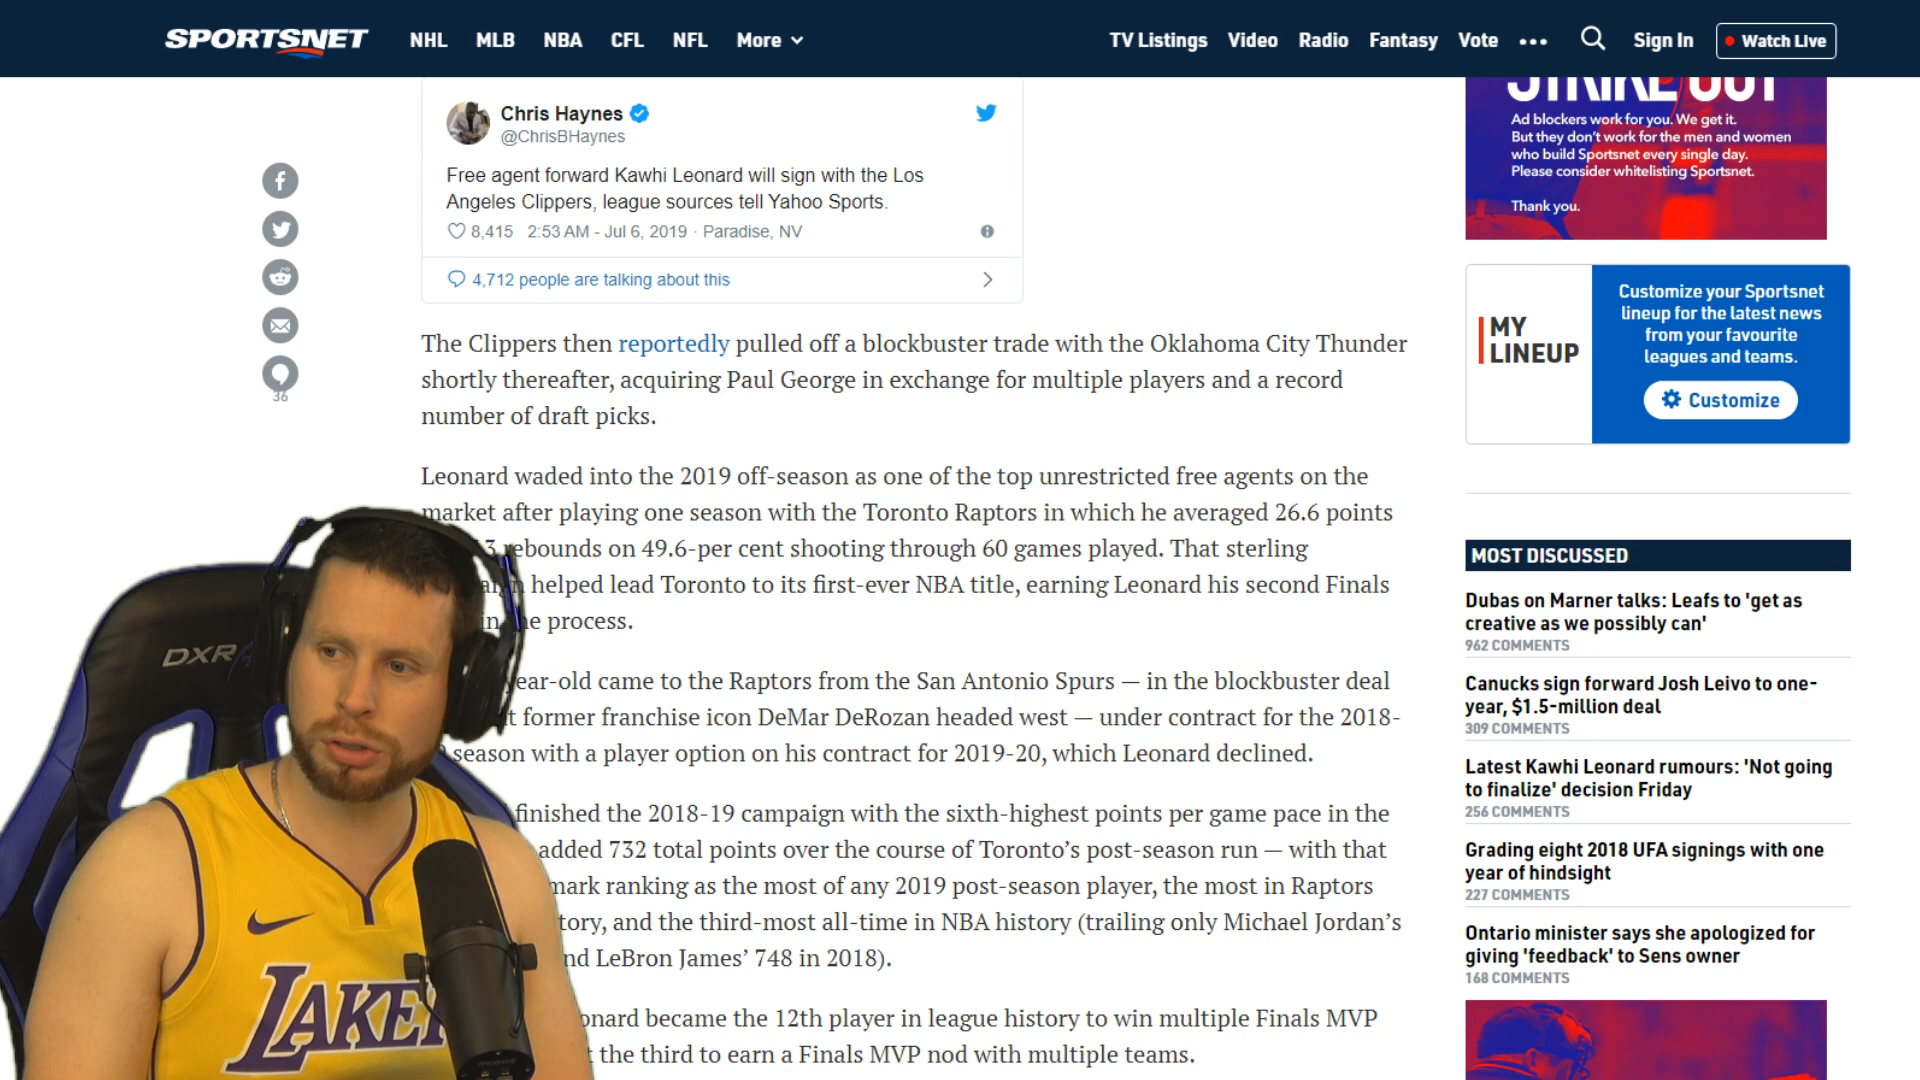 SPORTSNET NHL MLB NBA CFL NFL More TV Listings Video Radio Fantasy Vote Sign In Watch Live
Chris Haynes
@ChrisBHaynes
Free agent forward Kawhi Leonard will sign with the Los
Angeles Clippers, league sources tell Yahoo Sports.
8,415 2:53 AM - Jul 6, 2019 · Paradise, NV
4,712 people are talking about this
36
The Clippers then reportedly pulled off a blockbuster trade with the Oklahoma City Thunder
shortly thereafter, acquiring Paul George in exchange for multiple players and a record
number of draft picks.
Leonard waded into the 2019 off-season as one of the top unrestricted free agents on the
market after playing one season with the Toronto Raptors in which he averaged 26.6 points
3 rebounds on 49.6-per cent shooting through 60 games played. That sterling
helped lead Toronto to its first-ever NBA title, earning Leonard his second Finals
in process.
year-old came to the Raptors from the San Antonio Spurs — in the blockbuster deal
former franchise icon DeMar DeRozan headed west — under contract for the 2018-
season with a player option on his contract for 2019-20, which Leonard declined.
finished the 2018-19 campaign with the sixth-highest points per game pace in the
added 732 total points over the course of Toronto’s post-season run — with that
mark ranking as the most of any 2019 post-season player, the most in Raptors
tory, and the third-most all-time in NBA history (trailing only Michael Jordan’s
nd LeBron James’ 748 in 2018).
onard became the 12th player in league history to win multiple Finals MVP
the third to earn a Finals MVP nod with multiple teams.
STRIKE OUT
Ad blockers work for you. We get it.
But they don’t work for the men and women
who build Sportsnet every single day.
Please consider whitelisting Sportsnet.
Thank you.
MY
LINEUP
Customize your Sportsnet
lineup for the latest news
from your favourite
leagues and teams.
Customize
MOST DISCUSSED
Dubas on Marner talks: Leafs to 'get as
creative as we possibly can'
962 COMMENTS
Canucks sign forward Josh Leivo to one-
year, $1.5-million deal
309 COMMENTS
Latest Kawhi Leonard rumours: 'Not going
to finalize' decision Friday
256 COMMENTS
Grading eight 2018 UFA signings with one
year of hindsight
227 COMMENTS
Ontario minister says she apologized for
giving 'feedback' to Sens owner
168 COMMENTS
DXR
LAKE